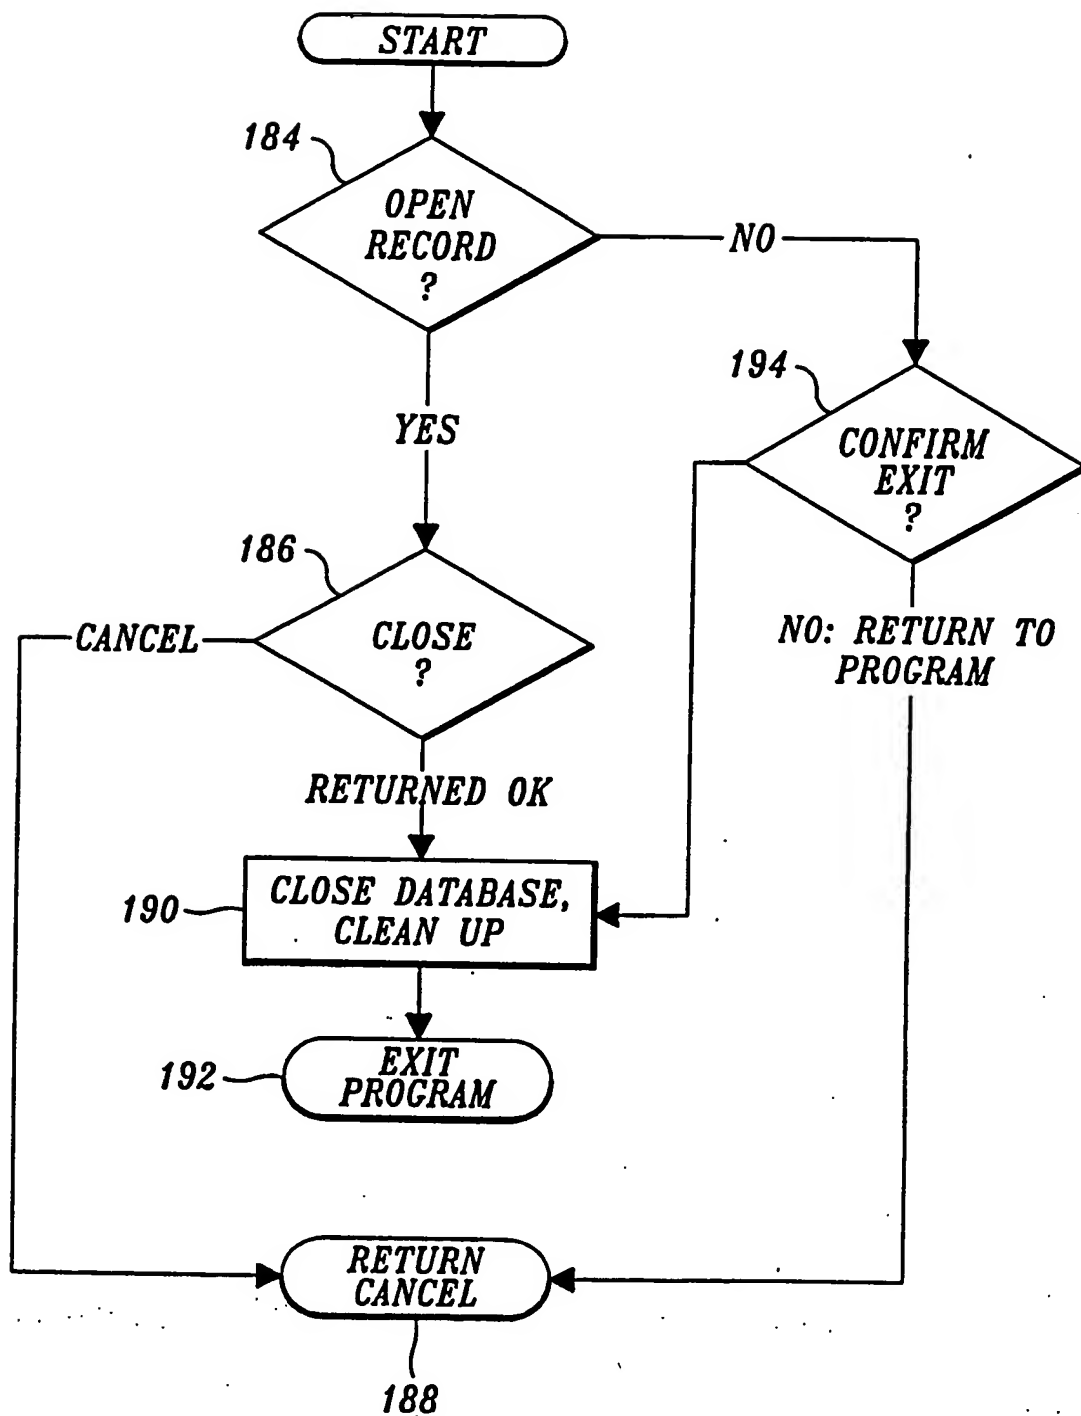 START
184
OPEN
RECORD
?
NO
194
CONFIRM
EXIT
?
YES
186
CLOSE
?
CANCEL
NO: RETURN TO
PROGRAM
RETURNED OK
190
CLOSE DATABASE,
CLEAN UP
192
EXIT
PROGRAM
RETURN
CANCEL
188